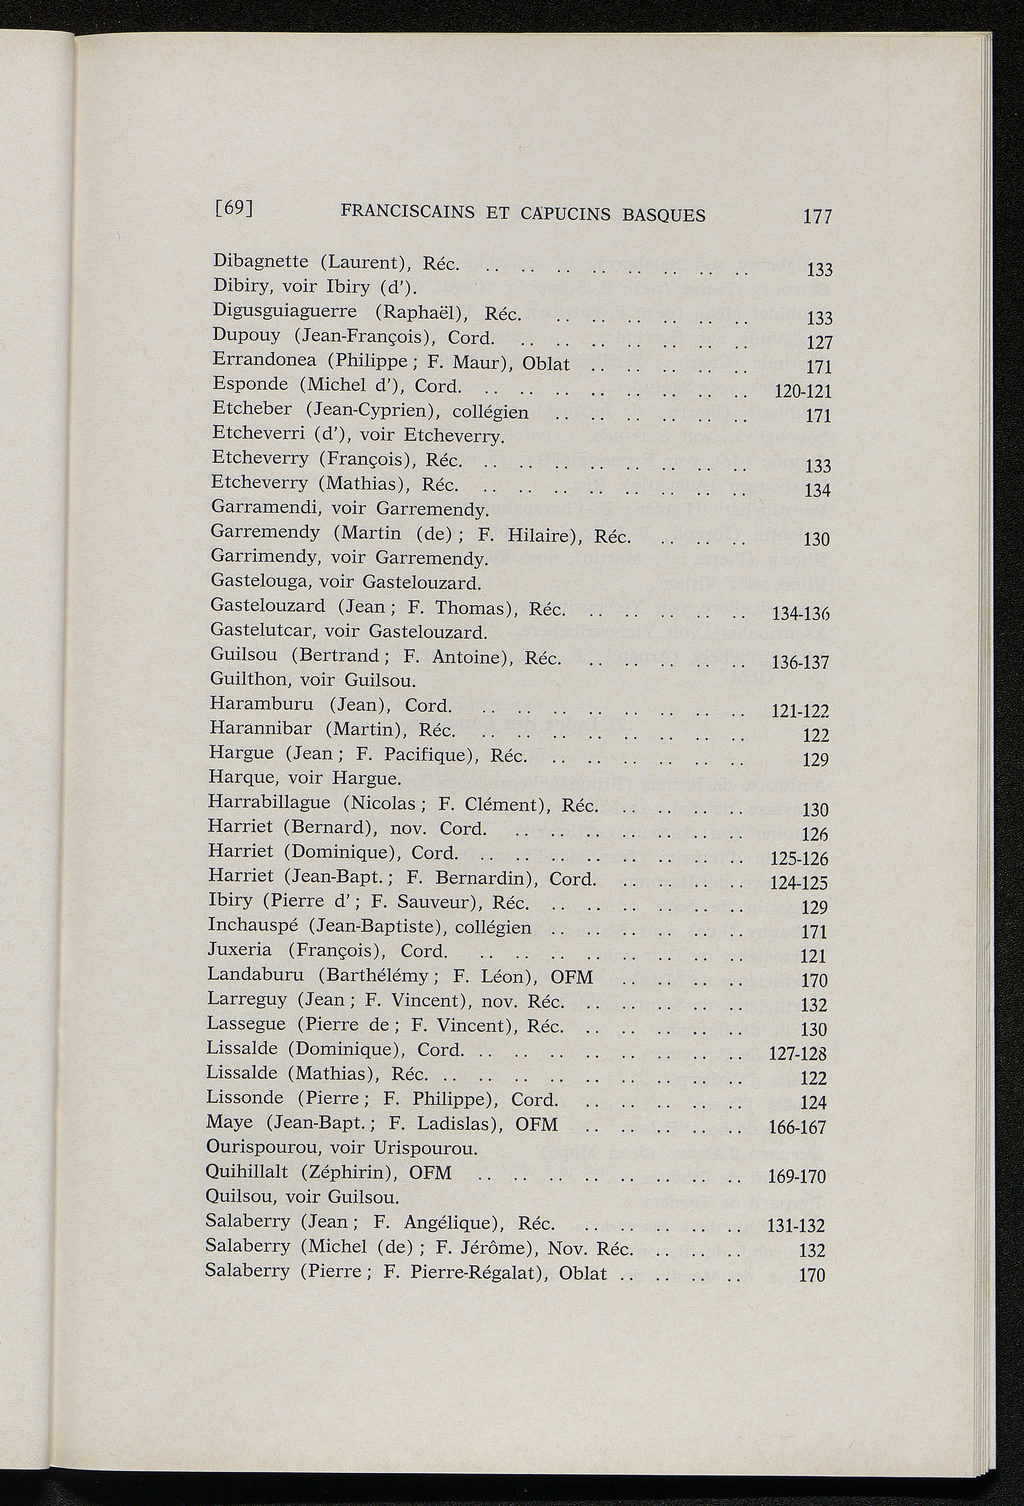 [69] FRANCISCAINS ET CAPUCINS BASQUES 177
Dibagnette (Laurent), Réc. .. .. .. .. .. .. .. .. 133
Dibiry, voir Ibiry (d').
Digusguiaguerre (Raphaël), Réc. .. .. .. .. .. .. 133
Dupouy (Jean-François), Cord. .. .. .. .. .. .. .. 127
Errandonea (Philippe ; F. Maur), Oblat .. .. .. .. .. 171
Esponde (Michel d'), Cord. .. .. .. .. .. .. .. .. 120-121
Etcheber (Jean-Cyprien), collégien .. .. .. .. .. .. 171
Etcheverri (d'), voir Etcheverry.
Etcheverry (François), Réc. .. .. .. .. .. .. .. .. 133
Etcheverry (Mathias), Réc. .. .. .. .. .. .. .. .. 134
Garramendi, voir Garremendy.
Garremendy (Martin (de) ; F. Hilaire), Réc. .. .. .. 130
Garrimendy, voir Garremendy.
Gastelouga, voir Gastelouzard.
Gastelouzard (Jean ; F. Thomas), Réc. .. .. .. .. .. 134-136
Gastelutcar, voir Gastelouzard.
Guilsou (Bertrand ; F. Antoine), Réc. .. .. .. .. .. 136-137
Guilthon, voir Guilsou.
Haramburu (Jean), Cord. .. .. .. .. .. .. .. .. 121-122
Harannibar (Martin), Réc. .. .. .. .. .. .. .. .. 122
Hargue (Jean ; F. Pacifique), Réc. .. .. .. .. .. .. 129
Harque, voir Hargue.
Harrabillague (Nicolas ; F. Clément), Réc. .. .. .. .. 130
Harriet (Bernard), nov. Cord. .. .. .. .. .. .. .. 126
Harriet (Dominique), Cord. .. .. .. .. .. .. .. .. 125-126
Harriet (Jean-Bapt. ; F. Bernardin), Cord. .. .. .. .. 124-125
Ibiry (Pierre d' ; F. Sauveur), Réc. .. .. .. .. .. .. 129
Inchauspé (Jean-Baptiste), collégien .. .. .. .. .. .. 171
Juxeria (François), Cord. .. .. .. .. .. .. .. .. 121
Landaburu (Barthélémy ; F. Léon), OFM .. .. .. .. 170
Larreguy (Jean ; F. Vincent), nov. Réc. .. .. .. .. .. 132
Lassegue (Pierre de ; F. Vincent), Réc. .. .. .. .. .. 130
Lissalde (Dominique), Cord. .. .. .. .. .. .. .. .. 127-128
Lissalde (Mathias), Réc. .. .. .. .. .. .. .. .. .. 122
Lissonde (Pierre ; F. Philippe), Cord. .. .. .. .. .. 124
Maye (Jean-Bapt. ; F. Ladislas), OFM .. .. .. .. .. 166-167
Ourispourou, voir Urispourou.
Quihillalt (Zéphirin), OFM .. .. .. .. .. .. .. .. 169-170
Quilsou, voir Guilsou.
Salaberry (Jean ; F. Angélique), Réc. .. .. .. .. .. 131-132
Salaberry (Michel (de) ; F. Jérôme), Nov. Réc. .. .. .. 132
Salaberry (Pierre ; F. Pierre-Régalat), Oblat .. .. .. .. 170